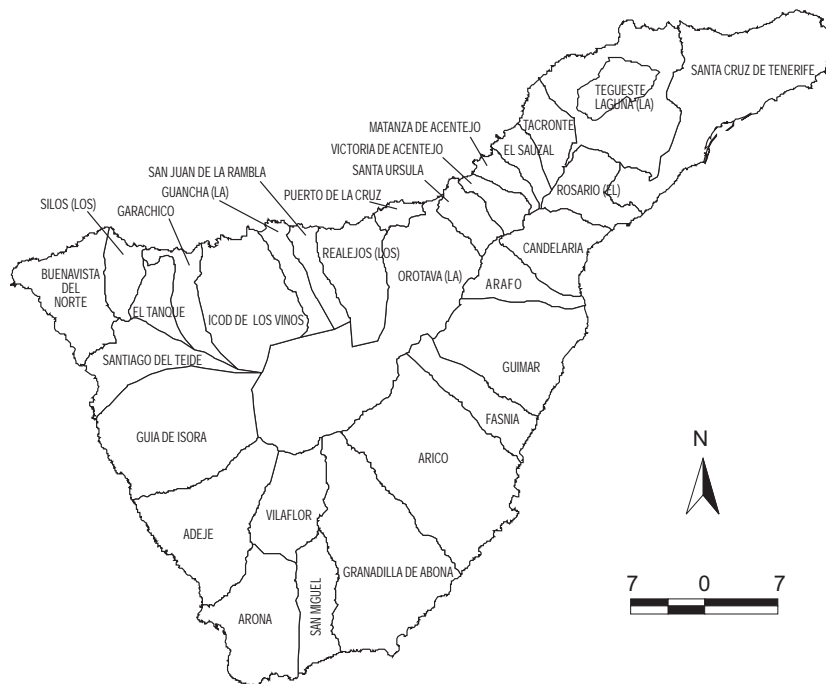 SANTA CRUZ DE TENERIFE
TEGUESTE
LAGUNA (LA)
MATANZA DE ACENTEJO
TACRONTE
VICTORIA DE ACENTEJO
EL SAUZAL
SANTA URSULA
SAN JUAN DE LA RAMBLA
GUANCHA (LA)
PUERTO DE LA CRUZ
ROSARIO (EL)
SILOS (LOS)
GARACHICO
REALEJOS (LOS)
CANDELARIA
BUENAVISTA
DEL
NORTE
OROTAVA (LA)
ARAFO
EL TANQUE
ICOD DE LOS VINOS
SANTIAGO DEL TEIDE
GUIMAR
FASNIA
GUIA DE ISORA
ARICO
N
VILAFLOR
ADEJE
GRANADILLA DE ABONA
7 0 7
ARONA
SAN MIGUEL